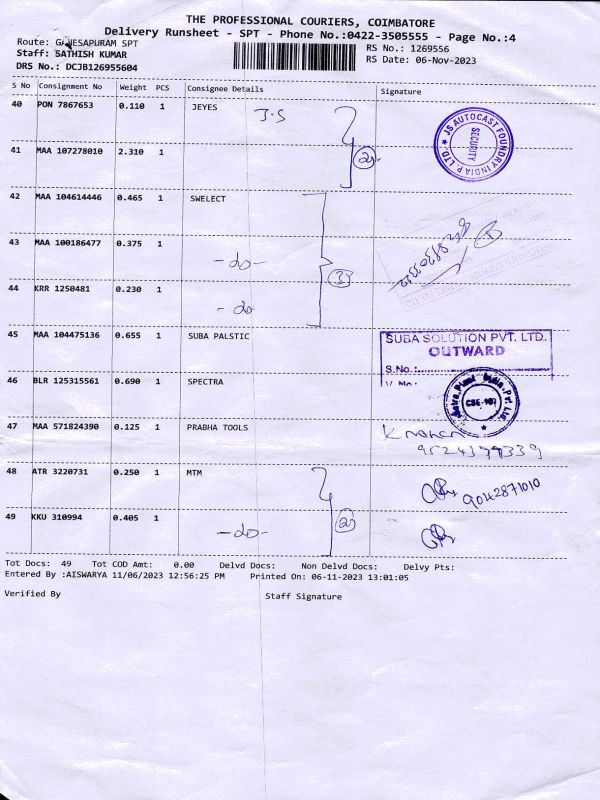 THE PROFESSIONAL COURIERS, COIMBATORE
Delivery Runsheet - SPT - Phone No.:0422-3505555 - Page No.:4
Route: GANESAPURAM SPT RS No.: 1269556
Staff: SATHISH KUMAR RS Date: 06-Nov-2023
DRS No.: DCJB126955604
S No Consignment No Weight PCS Consignee Details Signature
40 PON 7867653 0.110 1 JEYES J.S
JS AUTOCAST FOUNDRY INDIA P. LTD. SECURITY
41 MAA 107278010 2.310 1 2
42 MAA 104614446 0.465 1 SWELECT
43 MAA 100186477 0.375 1 -do- 3
44 KRR 1250481 0.230 1 -do
45 MAA 104475136 0.655 1 SUBA PALSTIC
SUBA SOLUTION PVT. LTD.
OUTWARD
S.No.:
46 BLR 125315561 0.690 1 SPECTRA
47 MAA 571824390 0.125 1 PRABHA TOOLS
48 ATR 3220731 0.250 1 MTM 9042871010
49 KKU 310994 0.405 1 -do-
Tot Docs: 49 Tot COD Amt: 0.00 Delvd Docs: Non Delvd Docs: Delvy Pts:
Entered By :AISWARYA 11/06/2023 12:56:25 PM Printed On: 06-11-2023 13:01:05
Verified By Staff Signature